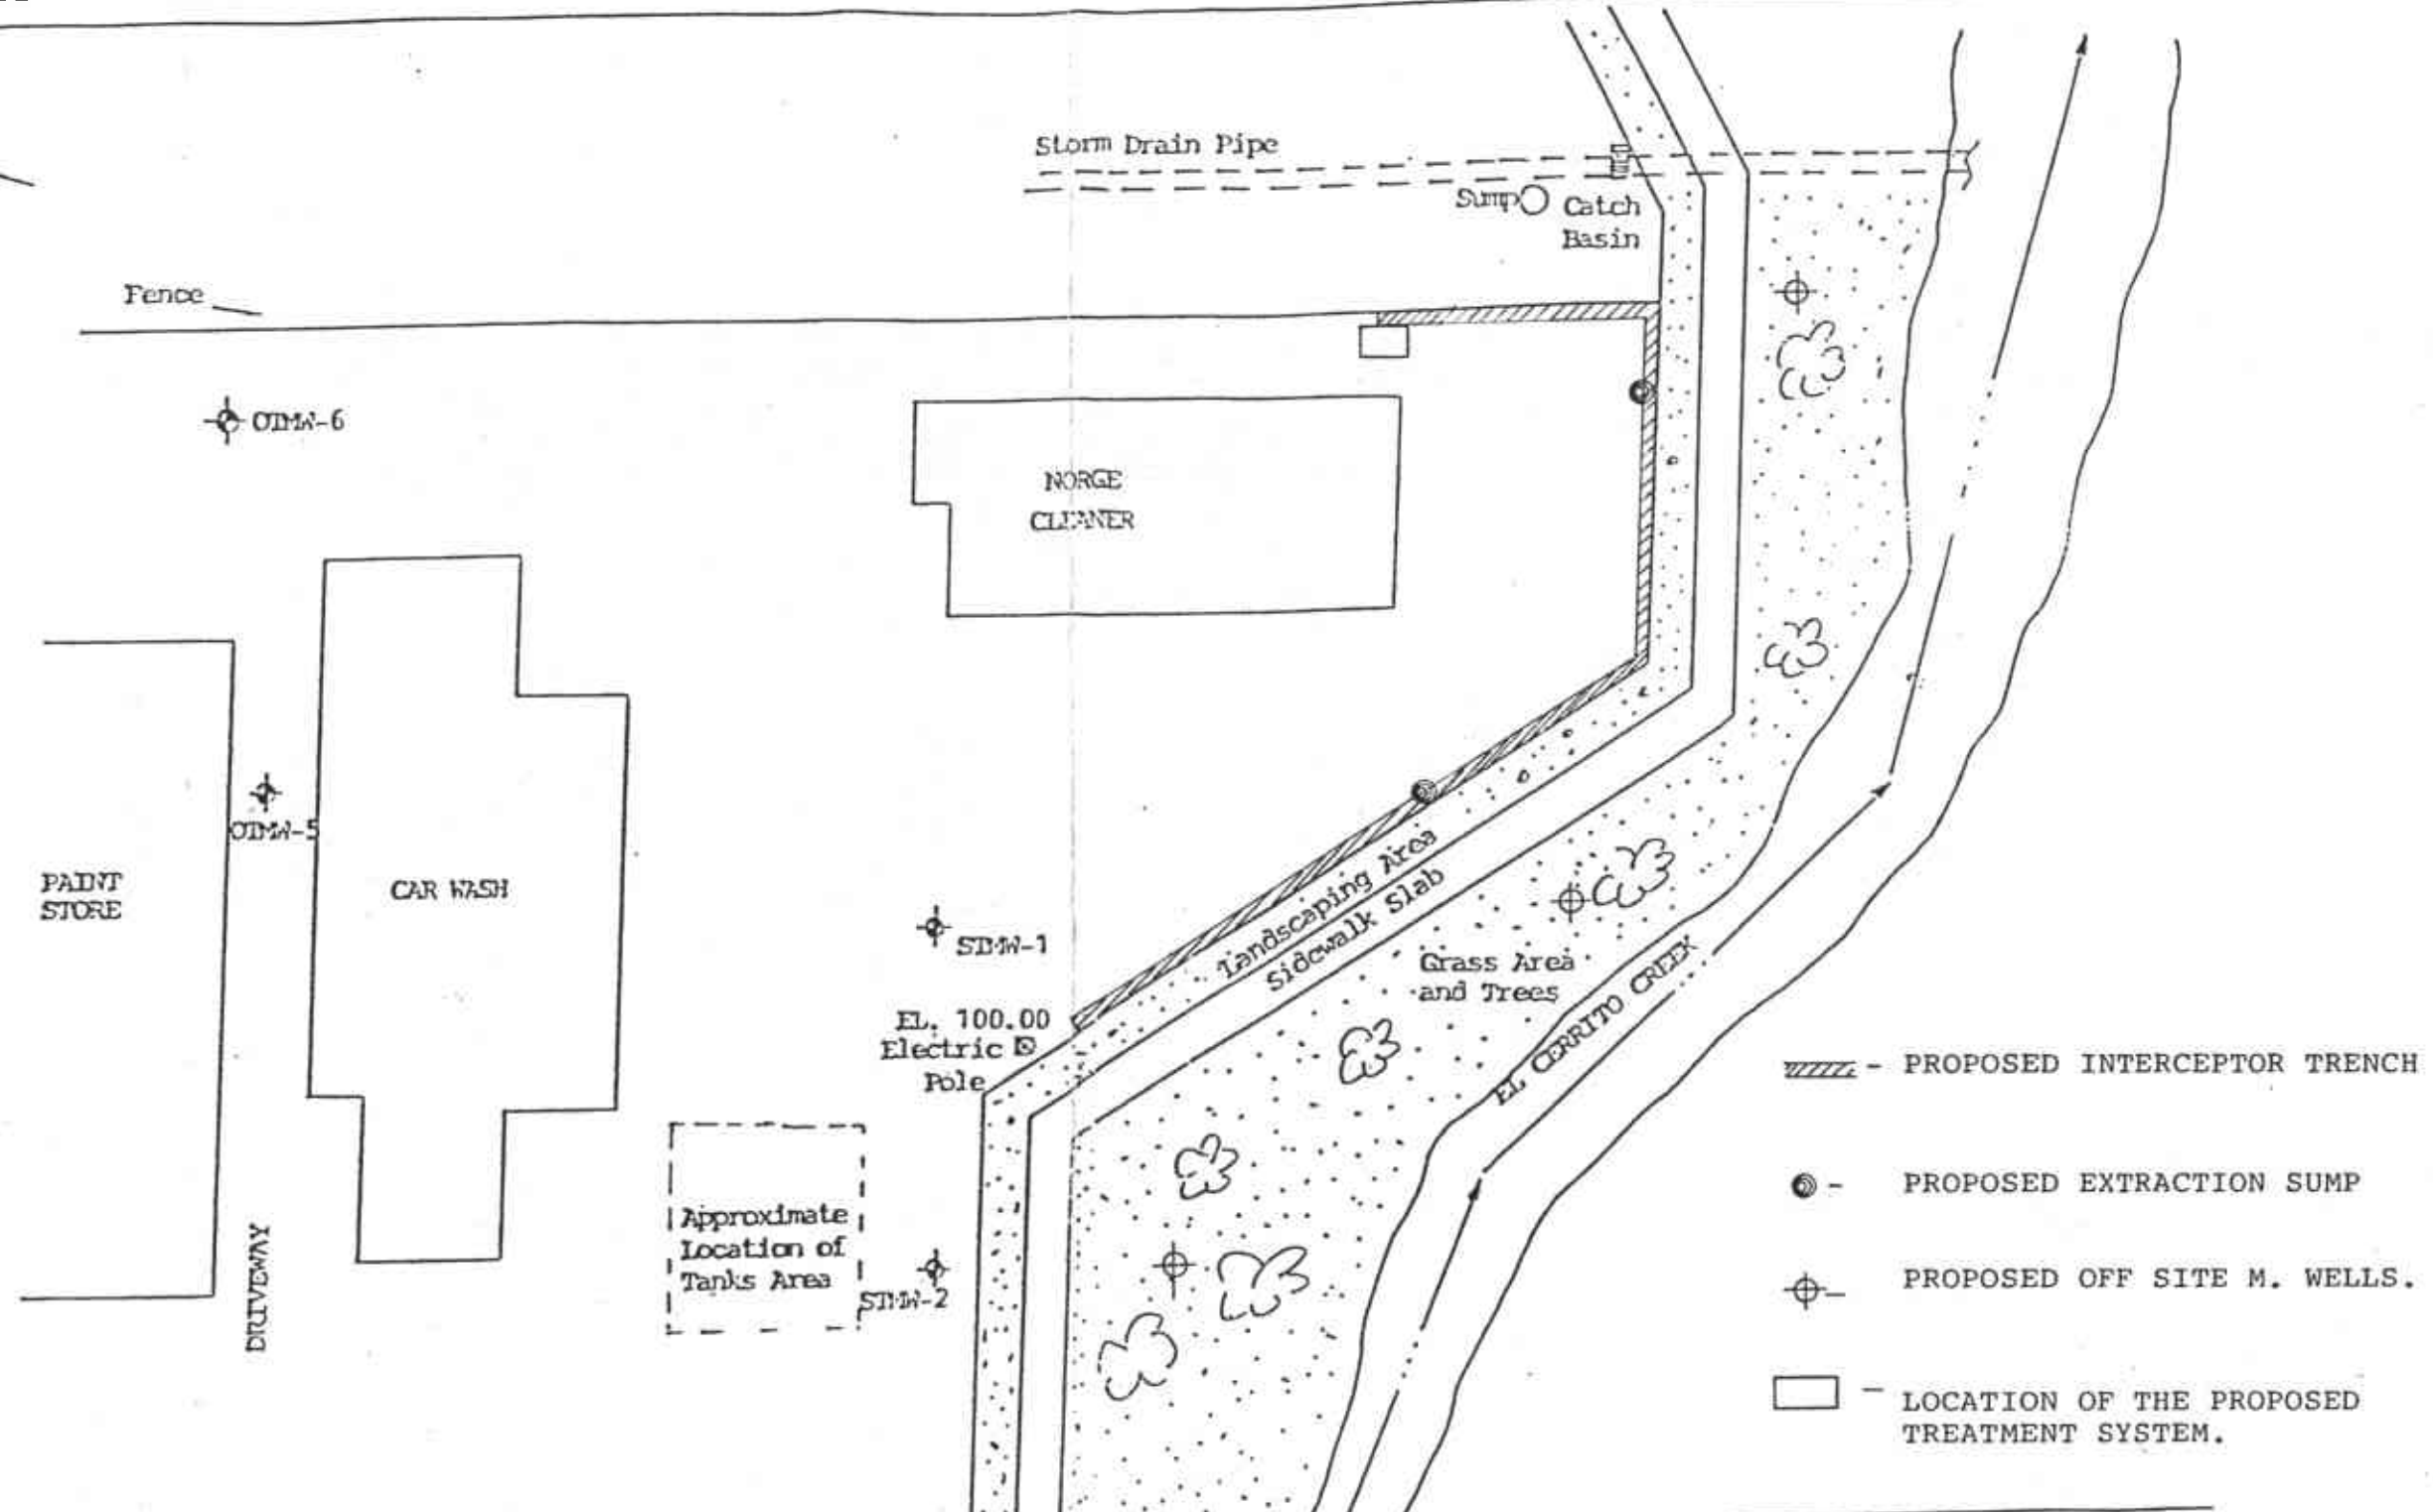 Storm Drain Pipe
Sump
Catch
Basin
Fence
OTMW-6
NORGE
CLEANER
OTMW-5
PAINT
STORE
CAR WASH
STMW-1
Landscaping Area
Sidewalk Slab
Grass Area
and Trees
EL CERRITO CREEK
EL. 100.00
Electric
Pole
Approximate
Location of
Tanks Area
STMW-2
DRIVEWAY
- PROPOSED INTERCEPTOR TRENCH
- PROPOSED EXTRACTION SUMP
- PROPOSED OFF SITE M. WELLS.
- LOCATION OF THE PROPOSED
TREATMENT SYSTEM.